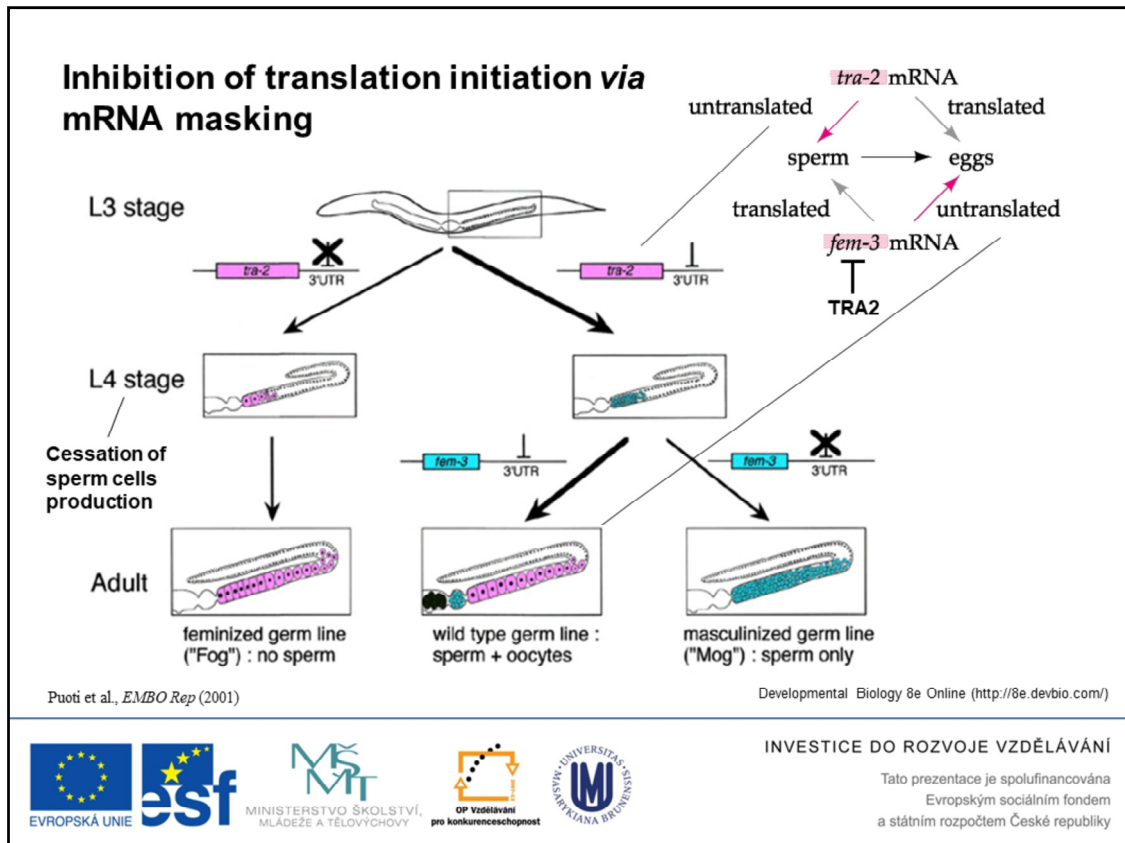 Inhibition of translation initiation via
mRNA masking
tra-2 mRNA
untranslated
translated
sperm
eggs
translated
untranslated
fem-3 mRNA
TRA2
L3 stage
tra-2
3'UTR
tra-2
3'UTR
L4 stage
Cessation of
sperm cells
production
fem-3
3'UTR
fem-3
3'UTR
Adult
feminized germ line
("Fog") : no sperm
wild type germ line :
sperm + oocytes
masculinized germ line
("Mog") : sperm only
Puoti et al., EMBO Rep (2001)
Developmental Biology 8e Online (http://8e.devbio.com/)
EVROPSKÁ UNIE
esf
MŠMT
MINISTERSTVO ŠKOLSTVÍ,
MLÁDEŽE A TĚLOVÝCHOVY
OP Vzdělávání
pro konkurenceschopnost
UNIVERSITAS MASARYKIANA BRUNENSIS
INVESTICE DO ROZVOJE VZDĚLÁVÁNÍ
Tato prezentace je spolufinancována
Evropským sociálním fondem
a státním rozpočtem České republiky